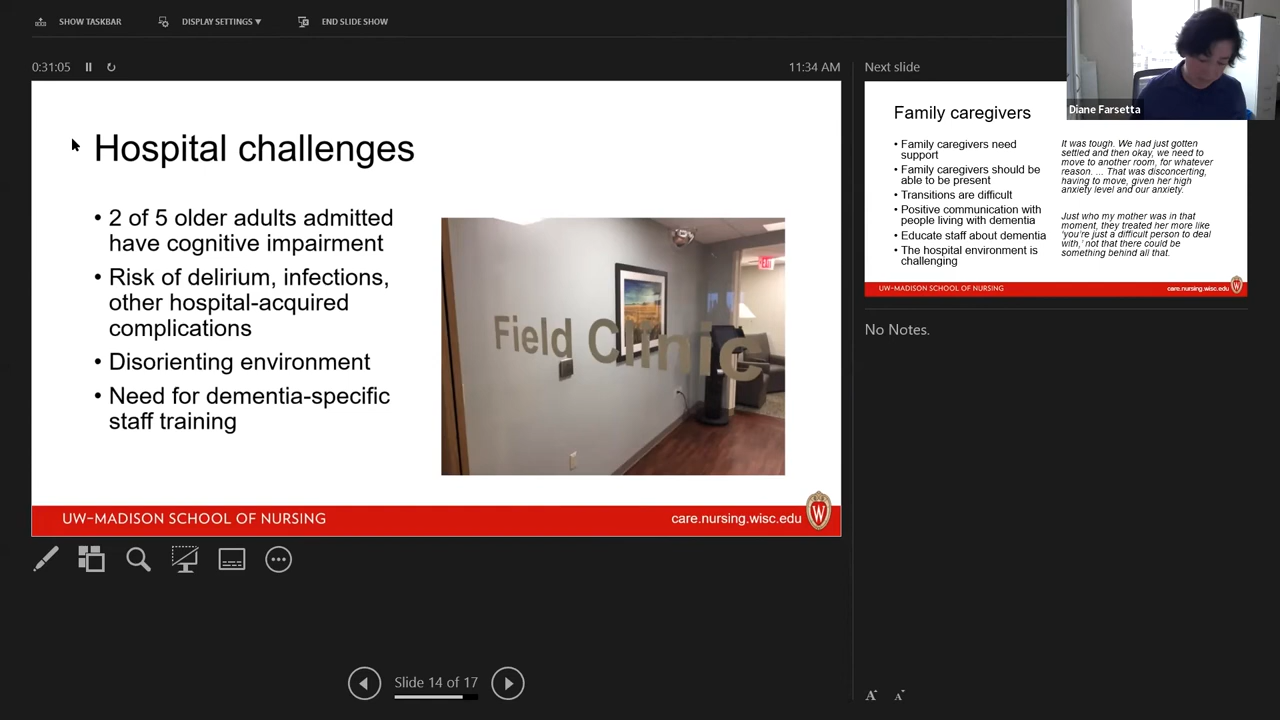 SHOW TASKBAR
DISPLAY SETTINGS ▼
END SLIDE SHOW
0:31:05
11:34 AM
Hospital challenges
• 2 of 5 older adults admitted
have cognitive impairment
• Risk of delirium, infections,
other hospital-acquired
complications
• Disorienting environment
• Need for dementia-specific
staff training
Field Clinic
EXIT
UW–MADISON SCHOOL OF NURSING
care.nursing.wisc.edu
W
Slide 14 of 17
Next slide
Diane Farsetta
Family caregivers
• Family caregivers need
support
• Family caregivers should be
able to be present
• Transitions are difficult
• Positive communication with
people living with dementia
• Educate staff about dementia
• The hospital environment is
challenging
It was tough. We had just gotten
settled and then okay, we need to
move to another room, for whatever
reason. ... That was disconcerting,
having to move, given her high
anxiety level and our anxiety.
Just who my mother was in that
moment, they treated her more like
'you're just a difficult person to deal
with,' not that there could be
something behind all that.
UW–MADISON SCHOOL OF NURSING
care.nursing.wisc.edu
W
No Notes.
A
A